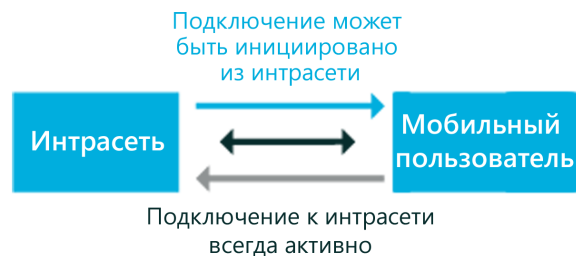 Подключение может
быть инициировано
из интрасети
Интрасеть
Мобильный
пользователь
Подключение к интрасети
всегда активно